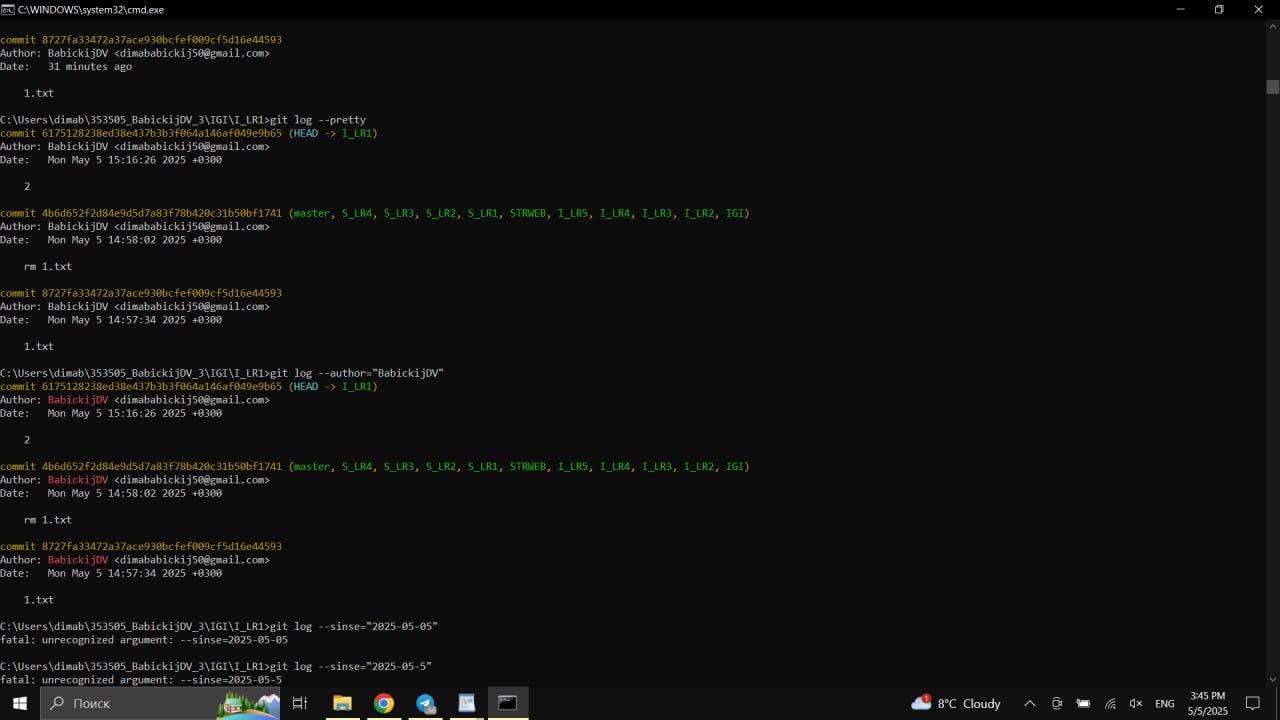 C:\WINDOWS\system32\cmd.exe
commit 8727fa33472a37ace930bcfef009cf5d16e44593
Author: BabickijDV <dimababickij50@gmail.com>
Date:   31 minutes ago
1.txt
C:\Users\dimab\353505_BabickijDV_3\IGI\I_LR1>git log --pretty
commit 6175128238ed38e437b3b3f064a146af049e9b65 (HEAD -> I_LR1)
Author: BabickijDV <dimababickij50@gmail.com>
Date:   Mon May 5 15:16:26 2025 +0300
2
commit 4b6d652f2d84e9d5d7a83f78b420c31b50bf1741 (master, S_LR4, S_LR3, S_LR2, S_LR1, STRWEB, I_LR5, I_LR4, I_LR3, I_LR2, IGI)
Author: BabickijDV <dimababickij50@gmail.com>
Date:   Mon May 5 14:58:02 2025 +0300
rm 1.txt
commit 8727fa33472a37ace930bcfef009cf5d16e44593
Author: BabickijDV <dimababickij50@gmail.com>
Date:   Mon May 5 14:57:34 2025 +0300
1.txt
C:\Users\dimab\353505_BabickijDV_3\IGI\I_LR1>git log --author="BabickijDV"
commit 6175128238ed38e437b3b3f064a146af049e9b65 (HEAD -> I_LR1)
Author: BabickijDV <dimababickij50@gmail.com>
Date:   Mon May 5 15:16:26 2025 +0300
2
commit 4b6d652f2d84e9d5d7a83f78b420c31b50bf1741 (master, S_LR4, S_LR3, S_LR2, S_LR1, STRWEB, I_LR5, I_LR4, I_LR3, I_LR2, IGI)
Author: BabickijDV <dimababickij50@gmail.com>
Date:   Mon May 5 14:58:02 2025 +0300
rm 1.txt
commit 8727fa33472a37ace930bcfef009cf5d16e44593
Author: BabickijDV <dimababickij50@gmail.com>
Date:   Mon May 5 14:57:34 2025 +0300
1.txt
C:\Users\dimab\353505_BabickijDV_3\IGI\I_LR1>git log --sinse="2025-05-05"
fatal: unrecognized argument: --sinse=2025-05-05
C:\Users\dimab\353505_BabickijDV_3\IGI\I_LR1>git log --sinse="2025-05-5"
fatal: unrecognized argument: --sinse=2025-05-5
Поиск
1
8°C Cloudy
ENG
3:45 PM
5/5/2025